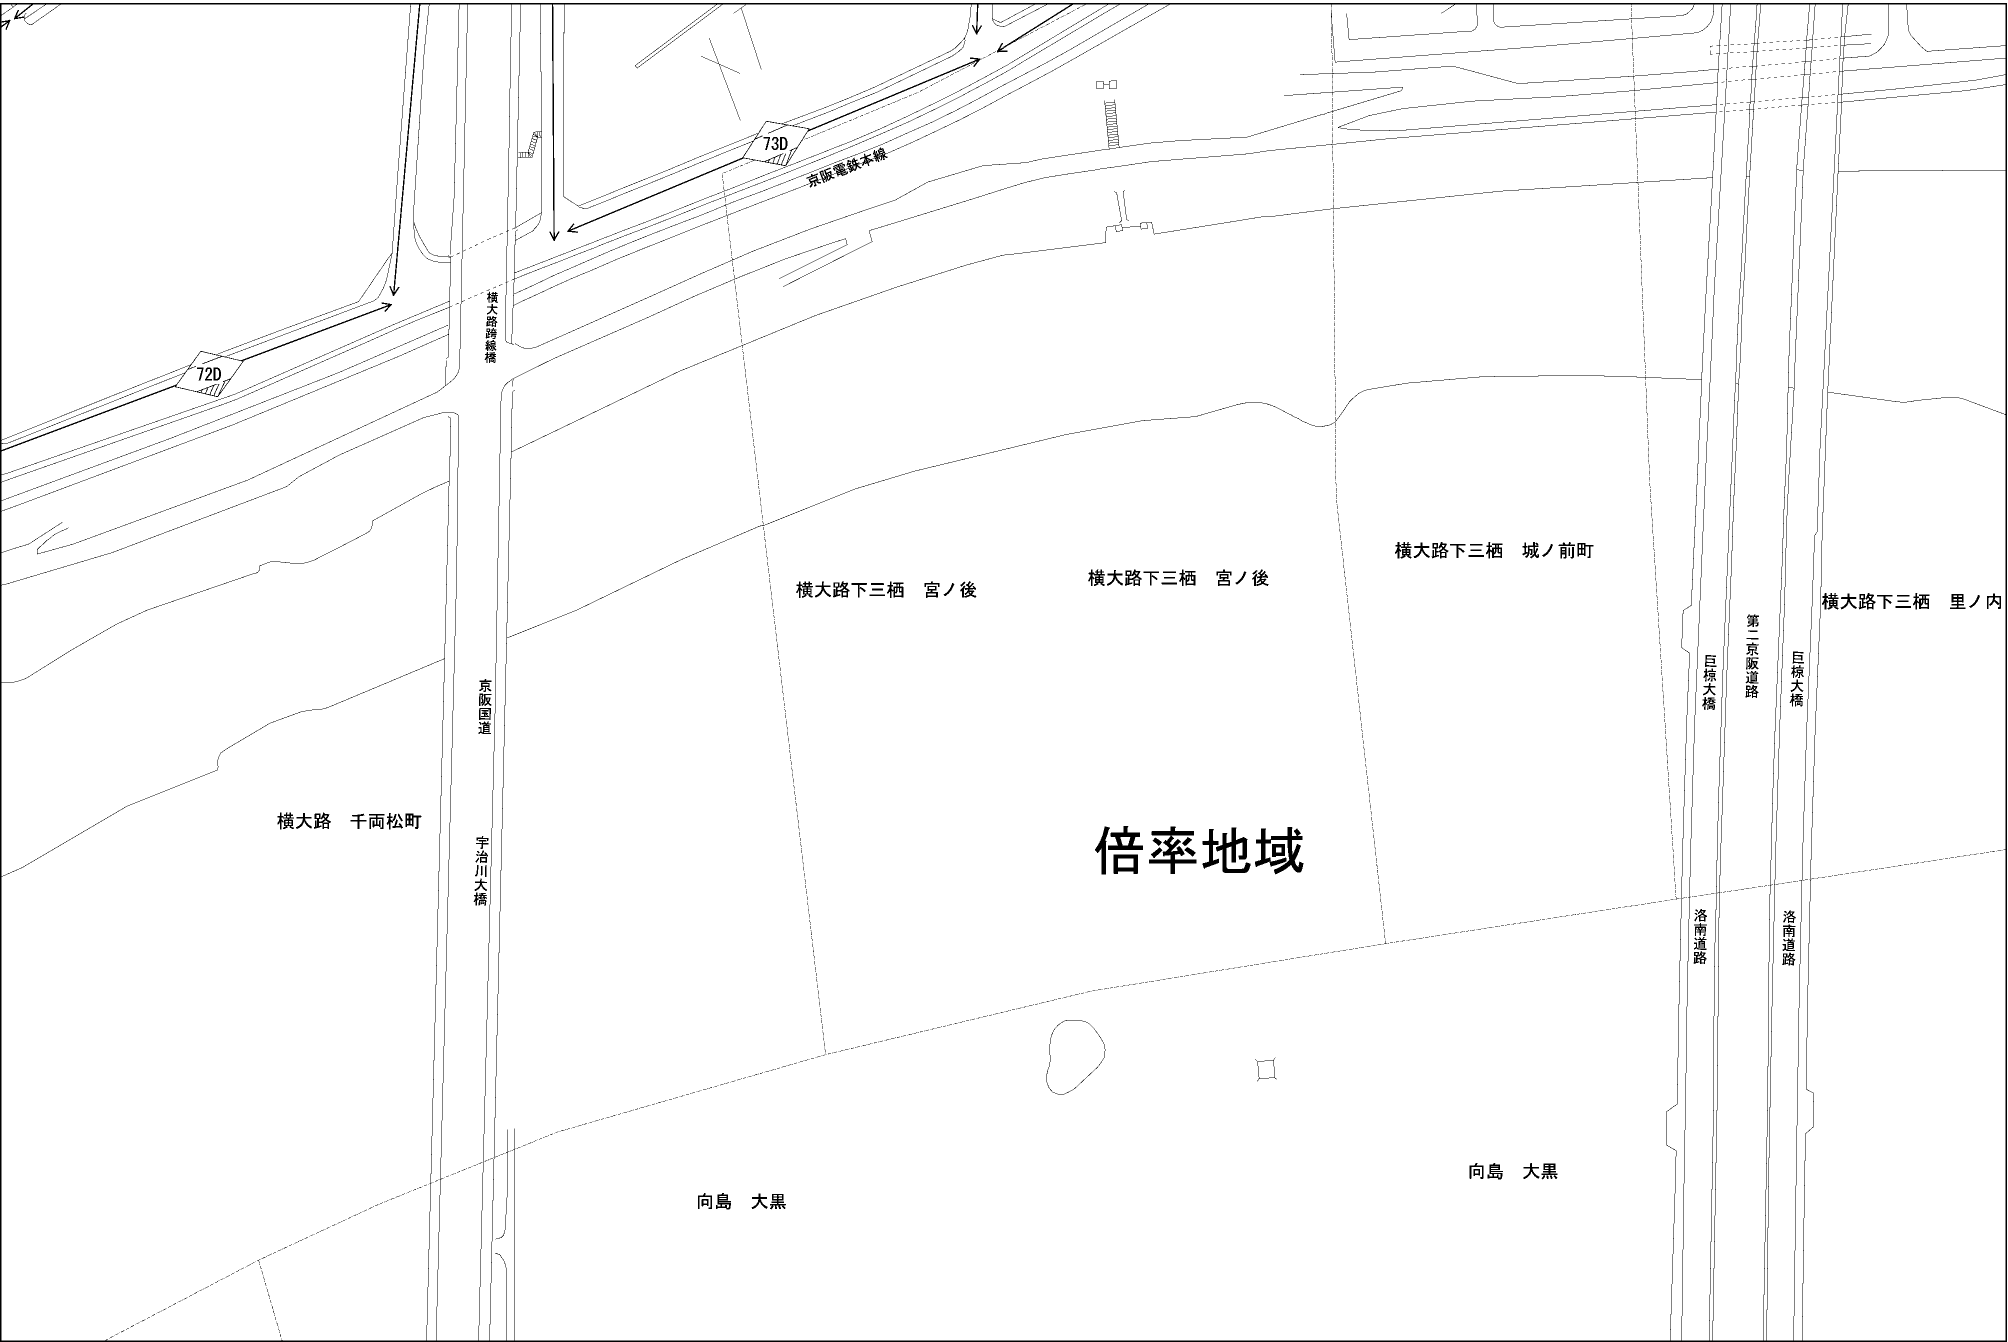 73D
京阪電鉄本線
横大路跨線橋
72D
横大路下三栖　城ノ前町
横大路下三栖　宮ノ後
横大路下三栖　宮ノ後
横大路下三栖　里ノ内
第二京阪道路
巨椋大橋
巨椋大橋
京阪国道
横大路　千両松町
宇治川大橋
倍率地域
洛南道路
洛南道路
向島　大黒
向島　大黒